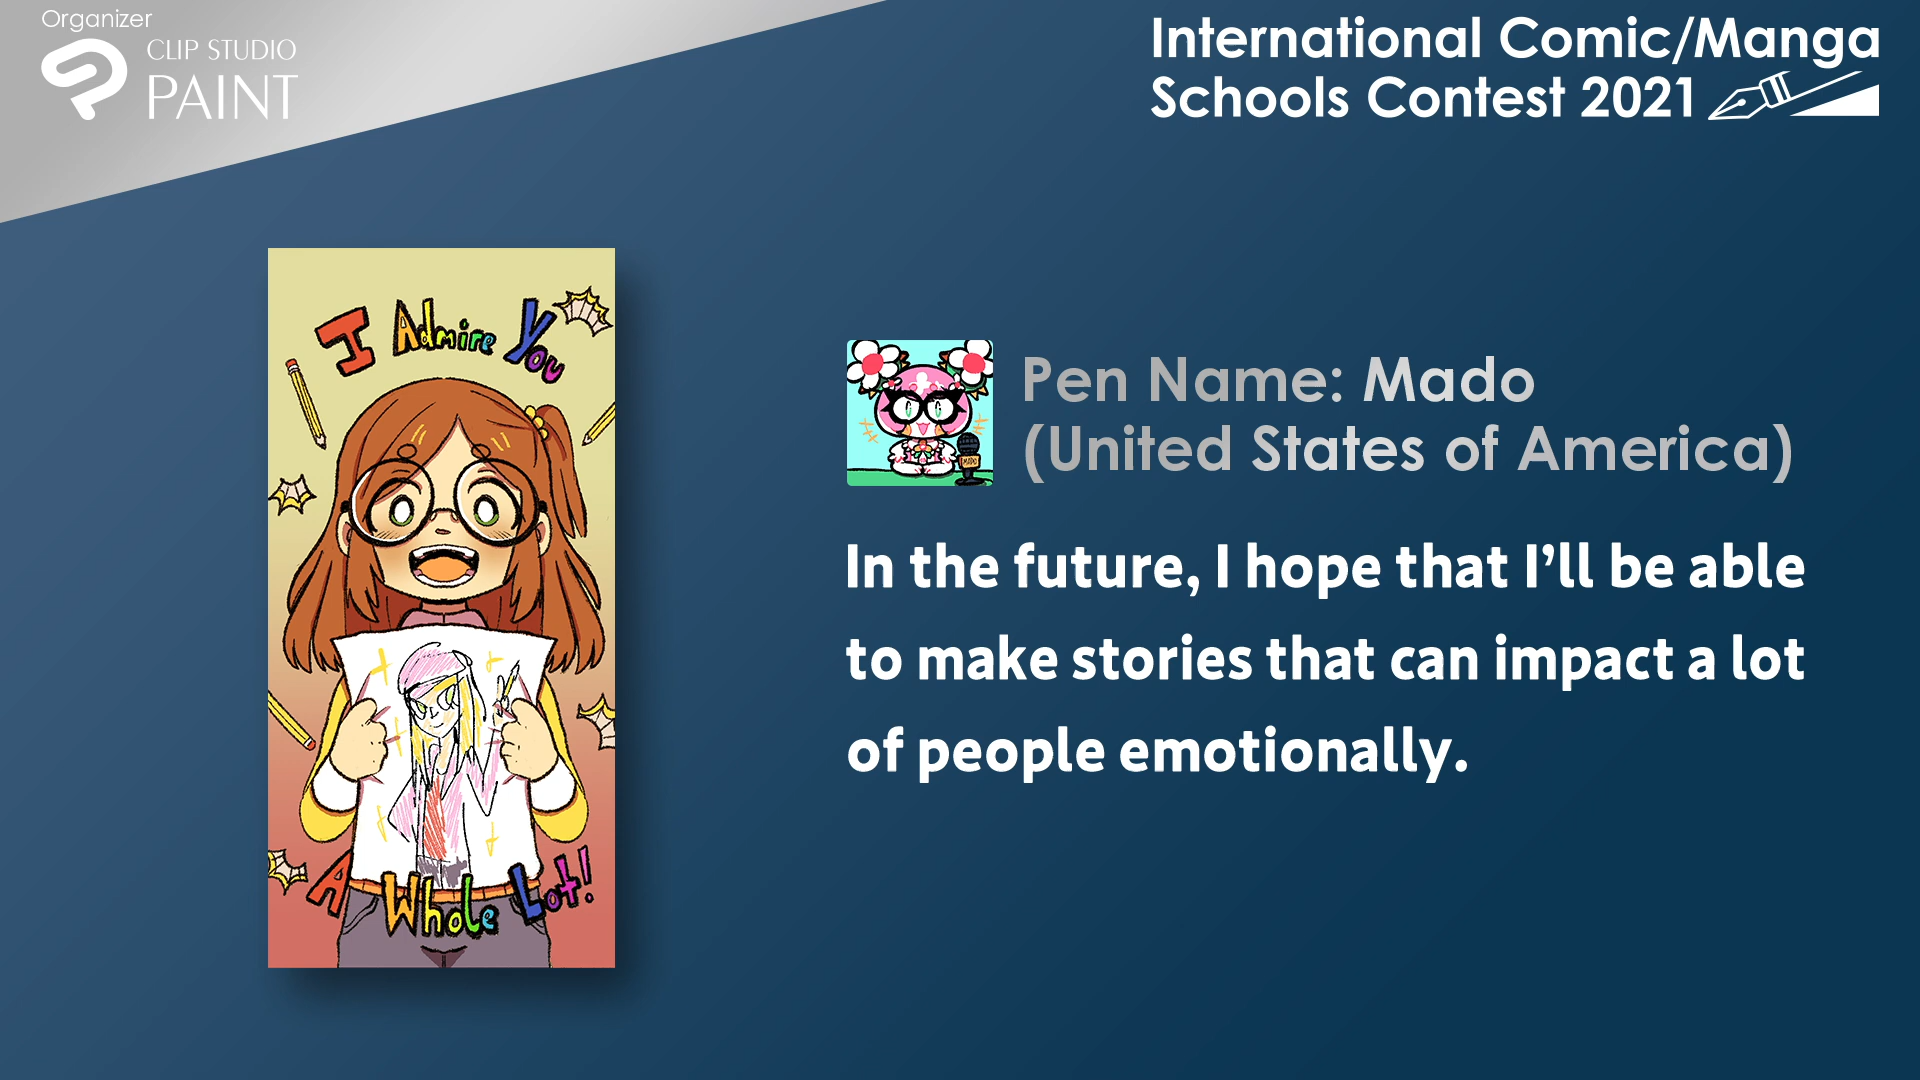 Organizer
CLIP STUDIO
PAINT
International Comic/Manga
Schools Contest 2021
I Admire You
A Whole Lot!
Pen Name: Mado
(United States of America)
MADO
In the future, I hope that I’ll be able
to make stories that can impact a lot
of people emotionally.